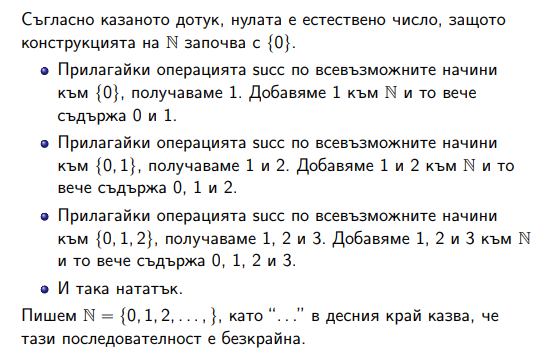 Съгласно казаното дотук, нулата е естествено число, защото
конструкцията на ℕ започва с {0}.
Прилагайки операцията succ по всевъзможните начини
към {0}, получаваме 1. Добавяме 1 към ℕ и то вече
съдържа 0 и 1.
Прилагайки операцията succ по всевъзможните начини
към {0, 1}, получаваме 1 и 2. Добавяме 1 и 2 към ℕ и то
вече съдържа 0, 1 и 2.
Прилагайки операцията succ по всевъзможните начини
към {0, 1, 2}, получаваме 1, 2 и 3. Добавяме 1, 2 и 3 към ℕ
и то вече съдържа 0, 1, 2 и 3.
И така нататък.
Пишем ℕ = {0, 1, 2, . . . , }, като “. . .” в десния край казва, че
тази последователност е безкрайна.